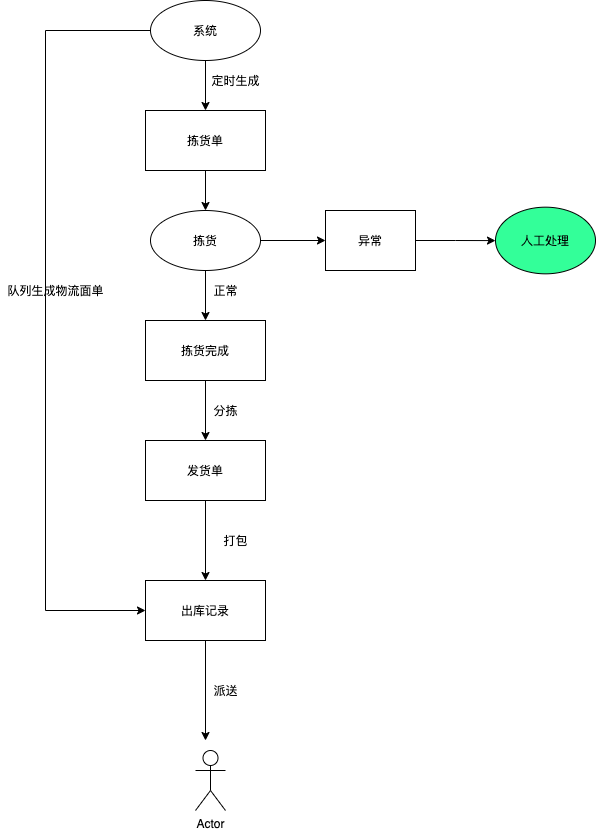 系统
定时生成
拣货单
拣货
异常
人工处理
队列生成物流面单
正常
拣货完成
分拣
发货单
打包
出库记录
派送
Actor